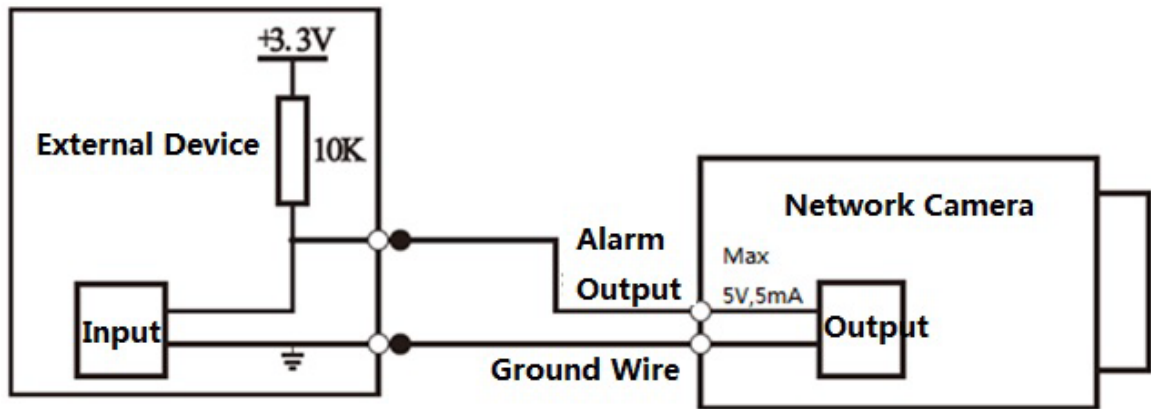 +3.3V
External Device
10K
Network Camera
Alarm
Output
Max
5V,5mA
Input
Output
Ground Wire